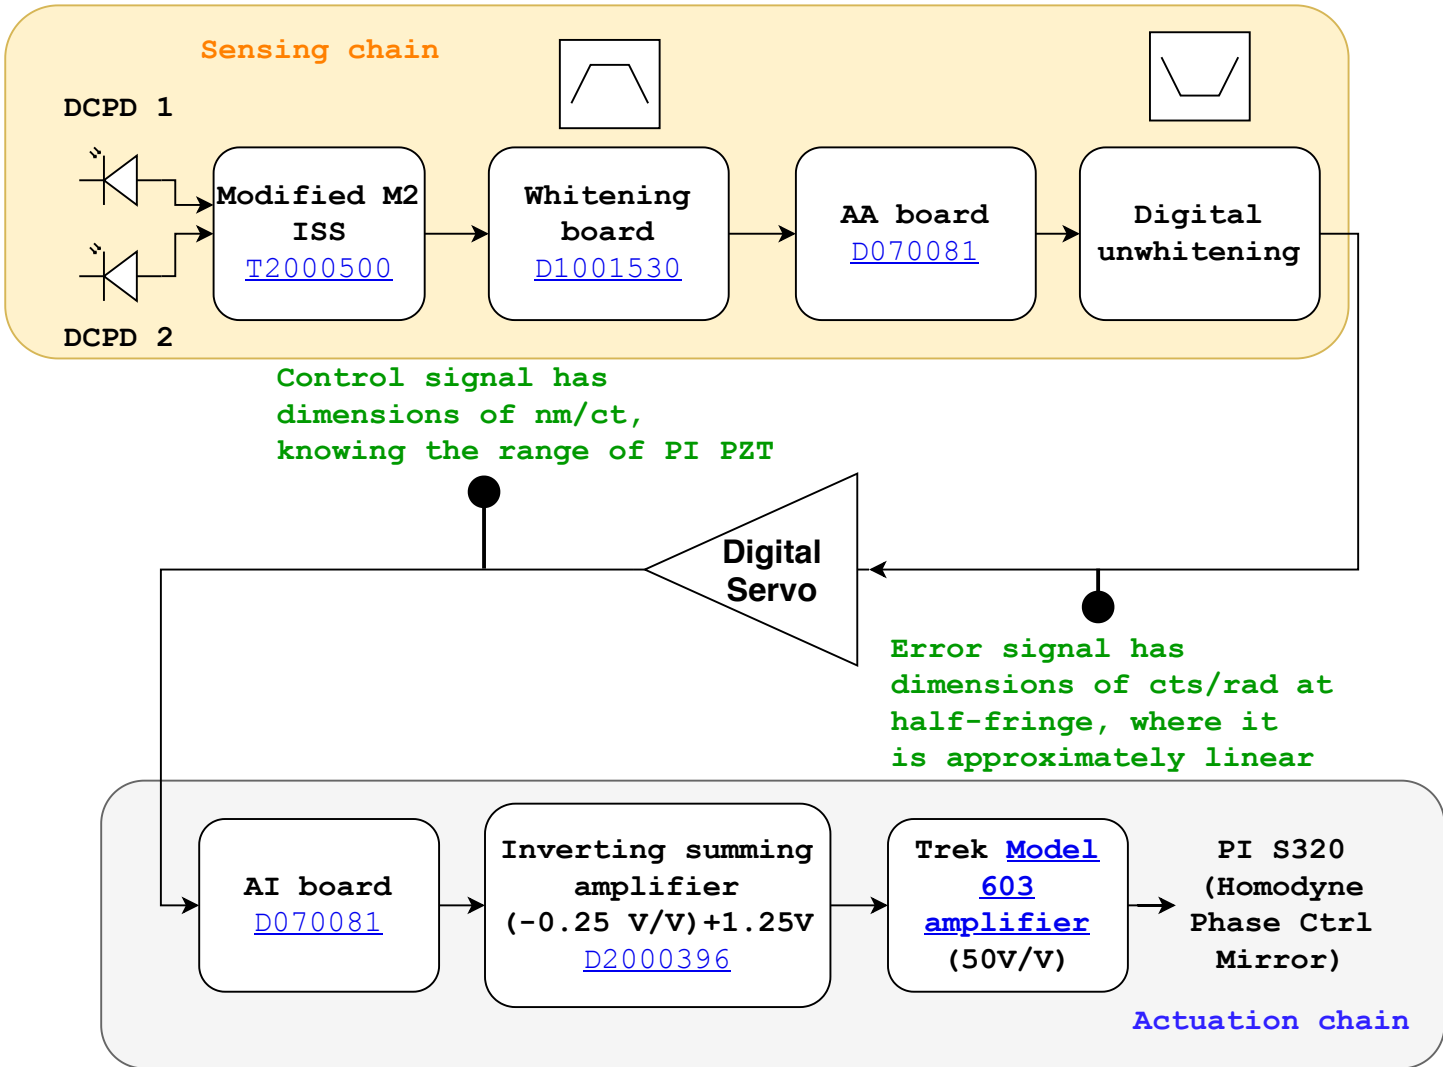 Sensing chain
DCPD 1
DCPD 2
Modified M2
ISS
T2000500
Whitening
board
D1001530
AA board
D070081
Digital
unwhitening
Control signal has
dimensions of nm/ct,
knowing the range of PI PZT
Digital
Servo
Error signal has
dimensions of cts/rad at
half-fringe, where it
is approximately linear
AI board
D070081
Inverting summing
amplifier
(-0.25 V/V)+1.25V
D2000396
Trek Model
603
amplifier
(50V/V)
PI S320
(Homodyne
Phase Ctrl
Mirror)
Actuation chain